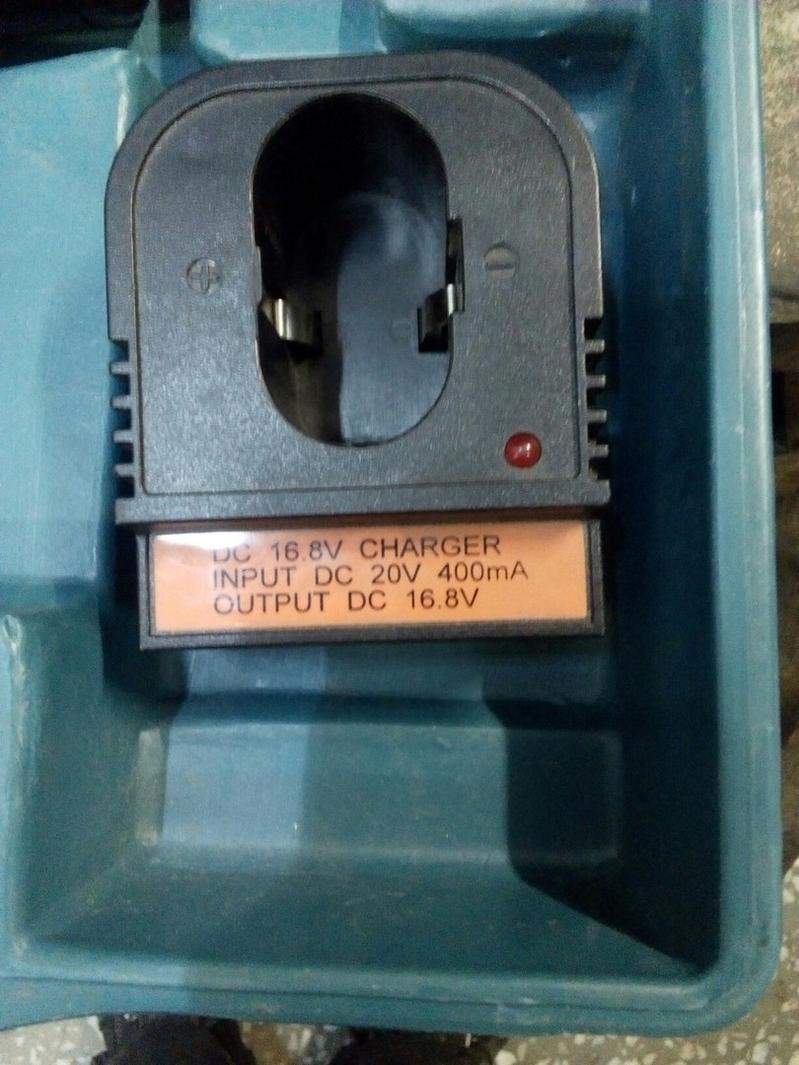 + -
DC 16.8V CHARGER
INPUT DC 20V 400mA
OUTPUT DC 16.8V